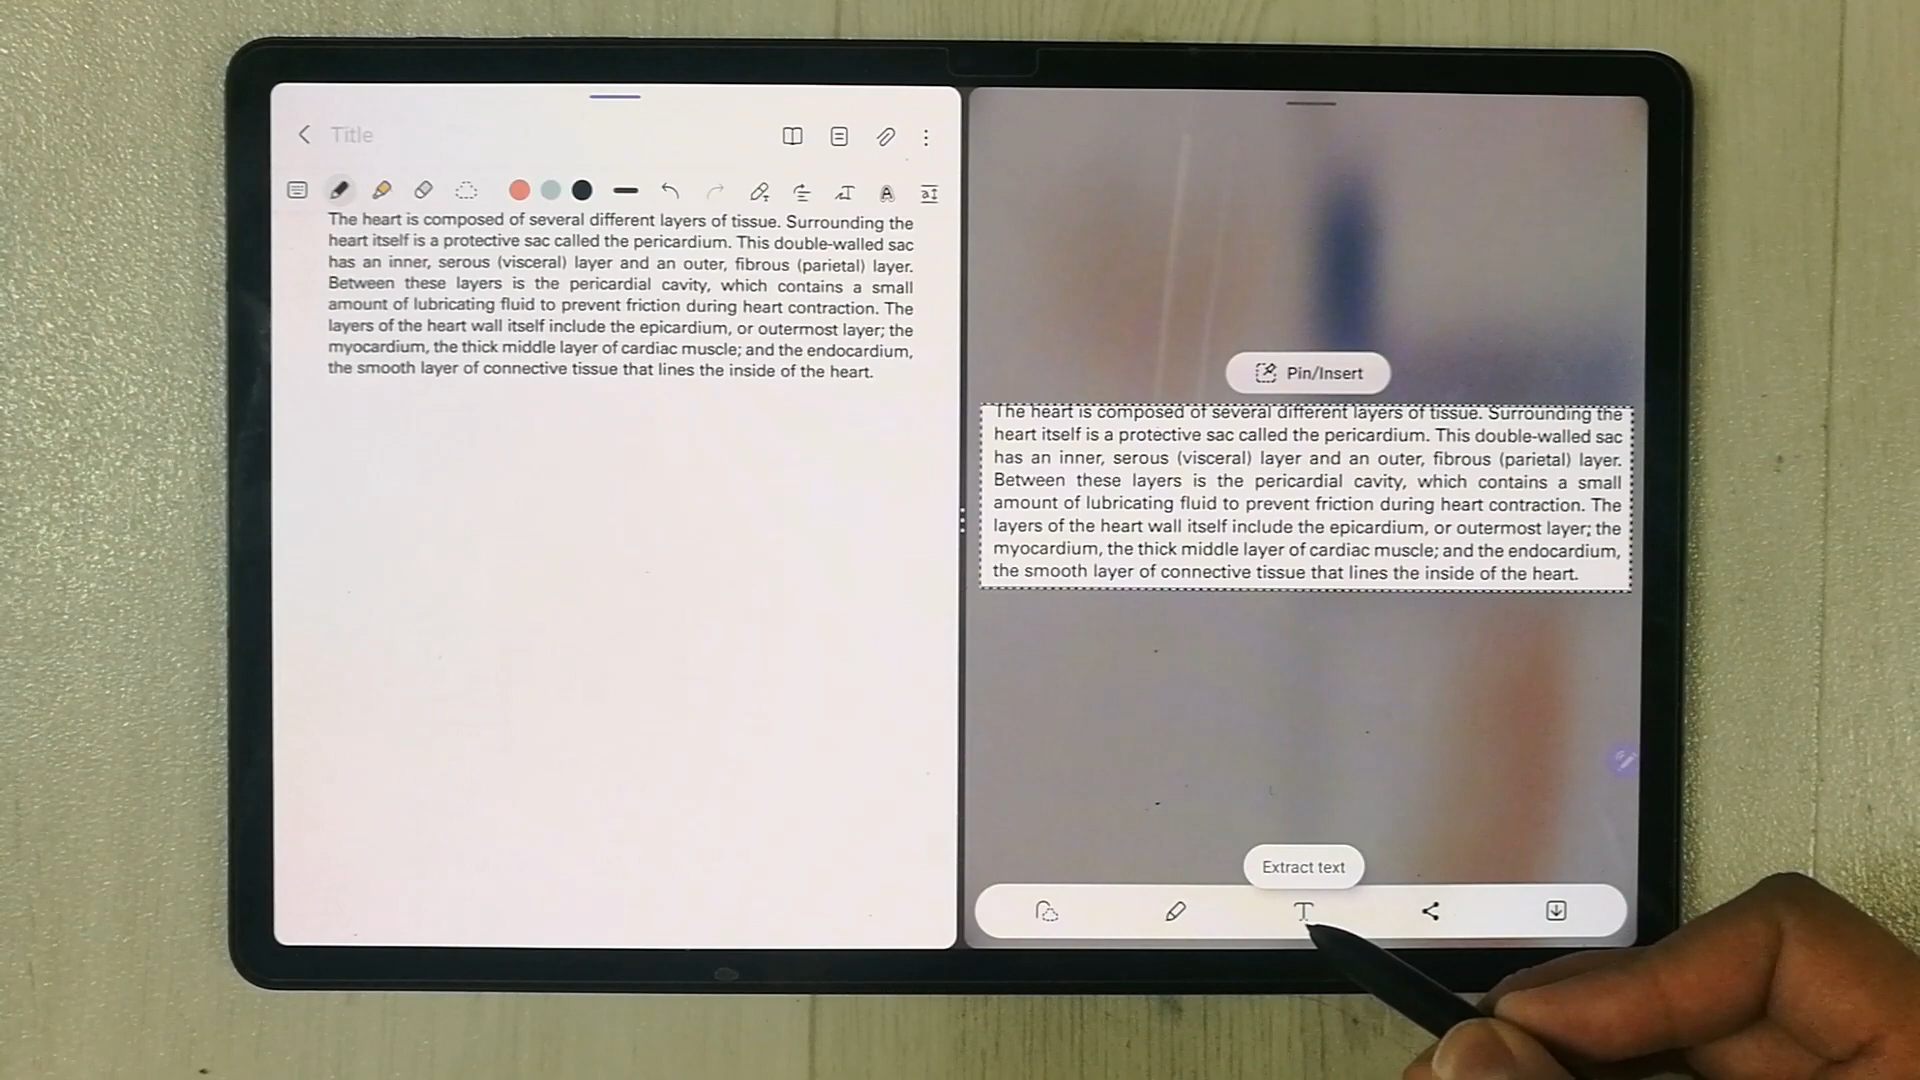 Title
The heart is composed of several different layers of tissue. Surrounding the
heart itself is a protective sac called the pericardium. This double-walled sac
has an inner, serous (visceral) layer and an outer, fibrous (parietal) layer.
Between these layers is the pericardial cavity, which contains a small
amount of lubricating fluid to prevent friction during heart contraction. The
layers of the heart wall itself include the epicardium, or outermost layer; the
myocardium, the thick middle layer of cardiac muscle; and the endocardium,
the smooth layer of connective tissue that lines the inside of the heart.
Pin/Insert
The heart is composed of several different layers of tissue. Surrounding the
heart itself is a protective sac called the pericardium. This double-walled sac
has an inner, serous (visceral) layer and an outer, fibrous (parietal) layer.
Between these layers is the pericardial cavity, which contains a small
amount of lubricating fluid to prevent friction during heart contraction. The
layers of the heart wall itself include the epicardium, or outermost layer; the
myocardium, the thick middle layer of cardiac muscle; and the endocardium,
the smooth layer of connective tissue that lines the inside of the heart.
Extract text